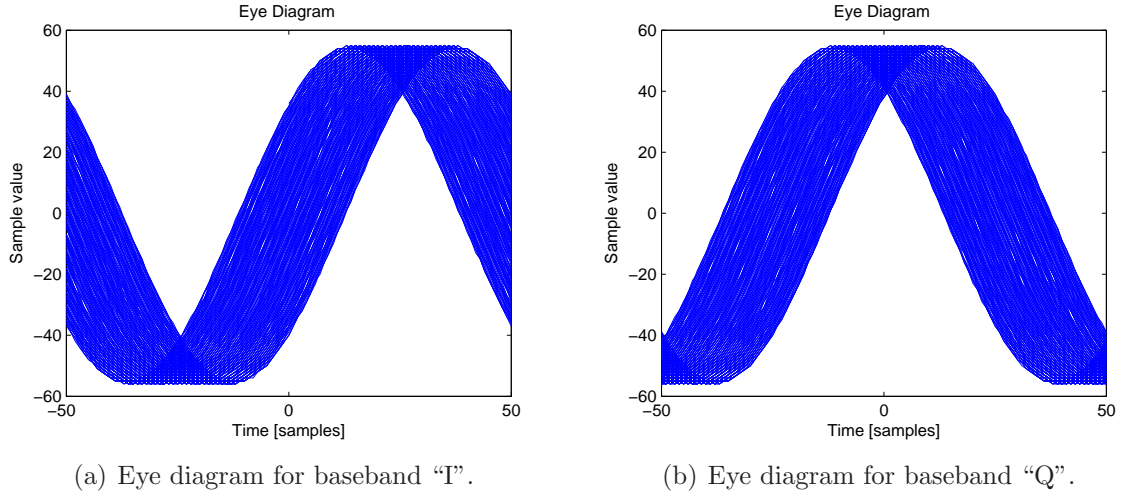 Eye Diagram
60
40
20
0
−20
−40
−60
−50
0
50
Sample value
Time [samples]
(a) Eye diagram for baseband “I”.
Eye Diagram
60
40
20
0
−20
−40
−60
−50
0
50
Sample value
Time [samples]
(b) Eye diagram for baseband “Q”.